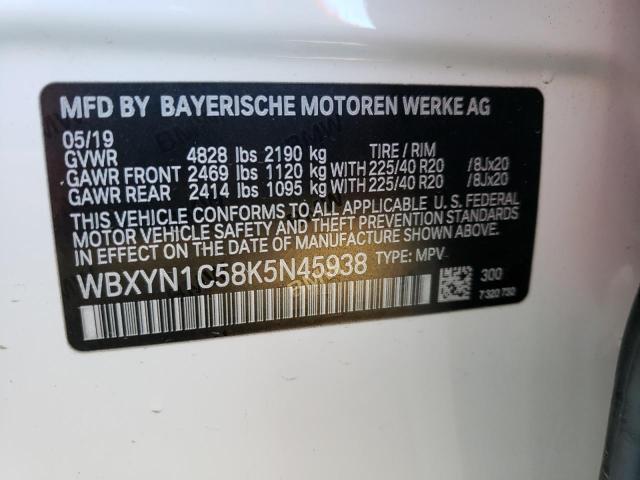 MFD BY BAYERISCHE MOTOREN WERKE AG
05/19
GVWR 4828 lbs 2190 kg TIRE / RIM
GAWR FRONT 2469 lbs 1120 kg WITH 225/40 R20 /8Jx20
GAWR REAR 2414 lbs 1095 kg WITH 225/40 R20 /8Jx20
THIS VEHICLE CONFORMS TO ALL APPLICABLE U. S. FEDERAL
MOTOR VEHICLE SAFETY AND THEFT PREVENTION STANDARDS
IN EFFECT ON THE DATE OF MANUFACTURE SHOWN ABOVE.
WBXYN1C58K5N45938 TYPE: MPV
300
7 320 730